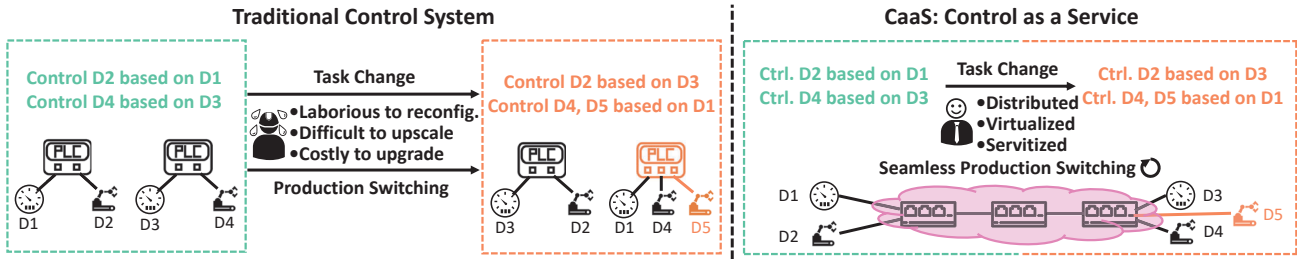 Traditional Control System
Control D2 based on D1
Control D4 based on D3
PLC
PLC
D1
D2
D3
D4
Task Change
•Laborious to reconfig.
•Difficult to upscale
•Costly to upgrade
Production Switching
Control D2 based on D3
Control D4, D5 based on D1
PLC
PLC
D3
D2
D1
D4
D5
CaaS: Control as a Service
Ctrl. D2 based on D1
Ctrl. D4 based on D3
Task Change
•Distributed
•Virtualized
•Servitized
Ctrl. D2 based on D3
Ctrl. D4, D5 based on D1
Seamless Production Switching
D1
D2
D3
D5
D4